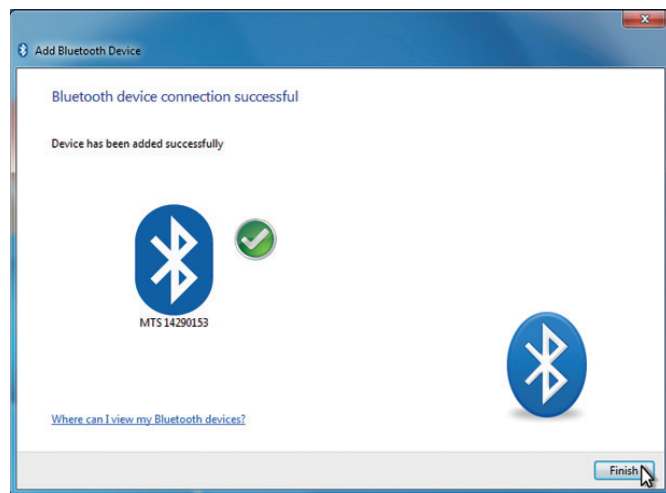 Add Bluetooth Device
Bluetooth device connection successful
Device has been added successfully
MTS 14290153
Where can I view my Bluetooth devices?
Finish